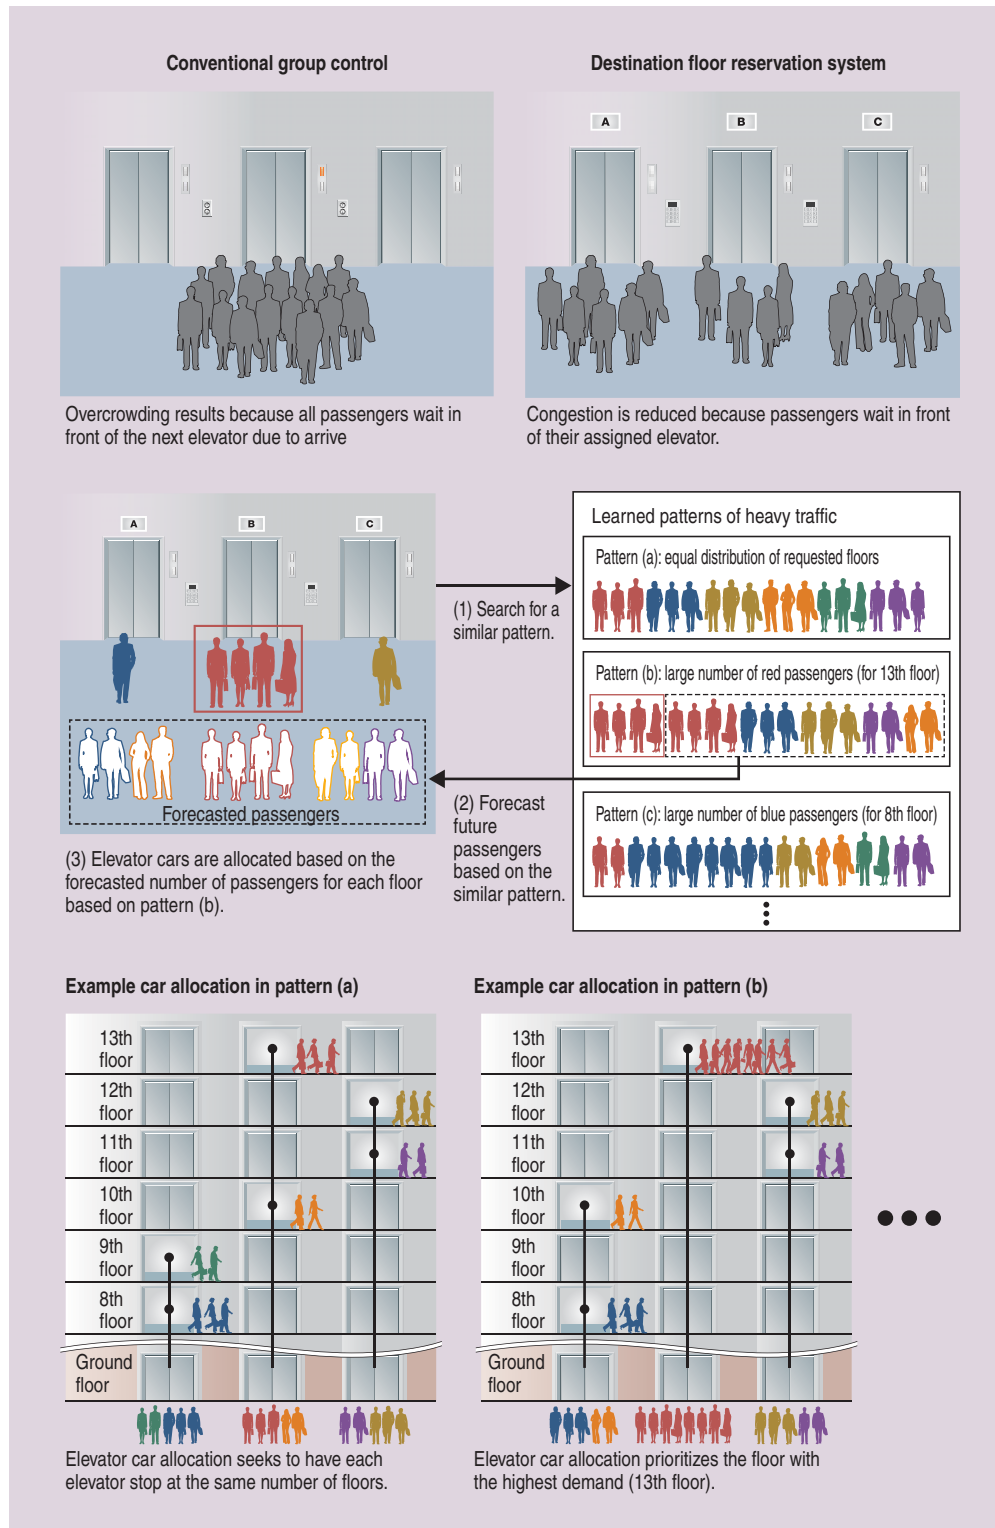 Conventional group control
Destination floor reservation system
A
B
C
Overcrowding results because all passengers wait in
front of the next elevator due to arrive
Congestion is reduced because passengers wait in front
of their assigned elevator.
A
B
C
(1) Search for a
similar pattern.
Learned patterns of heavy traffic
Pattern (a): equal distribution of requested floors
Pattern (b): large number of red passengers (for 13th floor)
Pattern (c): large number of blue passengers (for 8th floor)
Forecasted passengers
(2) Forecast
future
passengers
based on the
similar pattern.
(3) Elevator cars are allocated based on the
forecasted number of passengers for each floor
based on pattern (b).
Example car allocation in pattern (a)
13th
floor
12th
floor
11th
floor
10th
floor
9th
floor
8th
floor
Ground
floor
Elevator car allocation seeks to have each
elevator stop at the same number of floors.
Example car allocation in pattern (b)
13th
floor
12th
floor
11th
floor
10th
floor
9th
floor
8th
floor
Ground
floor
Elevator car allocation prioritizes the floor with
the highest demand (13th floor).